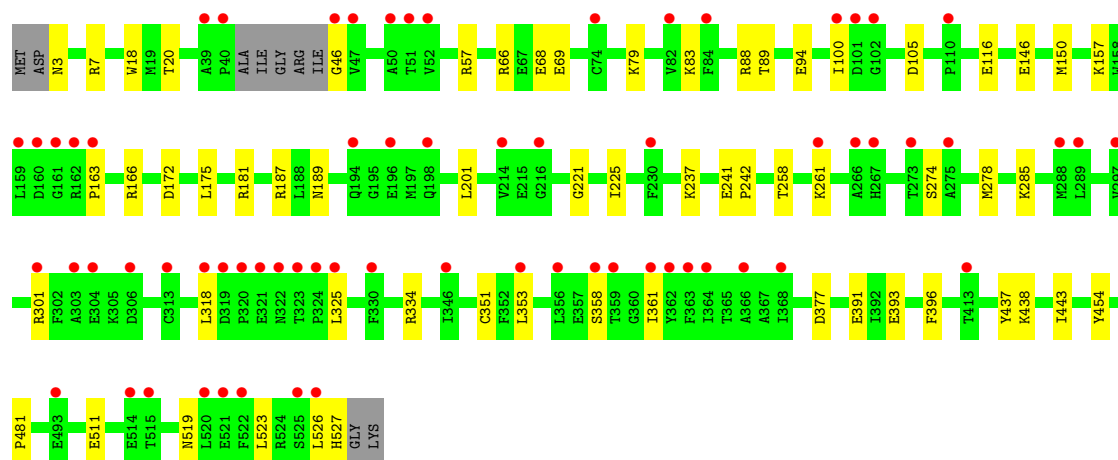 MET ASP N3 R7 W18 M19 T20 A39 P40 ALA ILE GLY ARG ILE G46 V47 A50 T51 V52 R57 R66 E67 E68 E69 C74 K79 V82 K83 F84 R88 T89 E94 I100 D101 G102 D105 P110 E116 E146 M150 K157 W158
L159 D160 G161 R162 P163 R166 D172 L175 R181 R187 L188 N189 Q194 G195 E196 M197 Q198 L201 V214 E215 G216 G221 I225 F230 K237 E241 P242 T258 K261 A266 H267 T273 S274 A275 M278 K285 M288 L289 V297
R301 F302 A303 E304 K305 D306 C313 L318 D319 P320 E321 N322 T323 P324 L325 F330 R334 I346 C351 F352 L353 L356 E357 S358 T359 G360 I361 Y362 F363 I364 T365 A366 A367 I368 D377 E391 I392 E393 F396 T413 Y437 K438 I443 Y454
P481 E493 E511 E514 T515 N519 L520 E521 F522 L523 R524 S525 L526 H527 GLY LYS